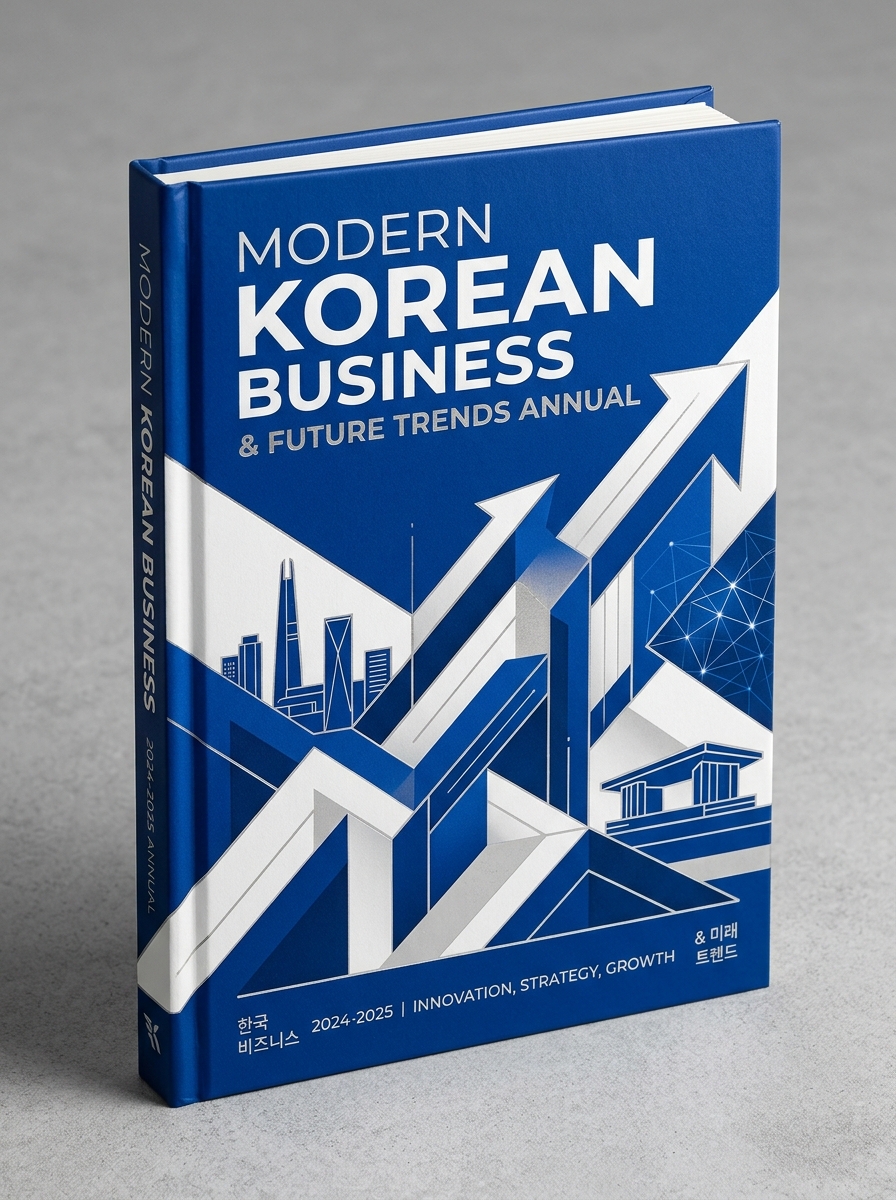 MODERN
KOREAN
BUSINESS
& FUTURE TRENDS ANNUAL
한국
비즈니스
2024-2025 | INNOVATION, STRATEGY, GROWTH
& 미래
트렌드
MODERN KOREAN BUSINESS 2024-2025 ANNUAL